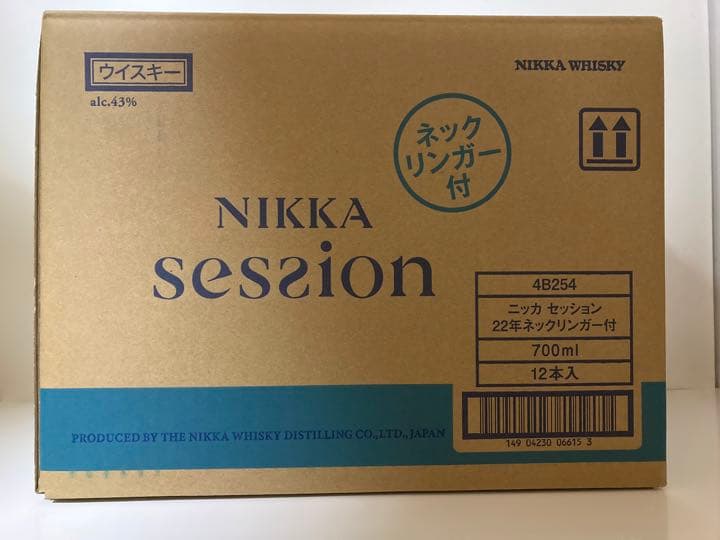 ウイスキー
alc.43%
NIKKA WHISKY
ネック
リンガー
付
NIKKA
session
4B254
ニッカ セッション
22年ネックリンガー付
700ml
12本入
PRODUCED BY THE NIKKA WHISKY DISTILLING CO.,LTD., JAPAN
149 04230 06615 3